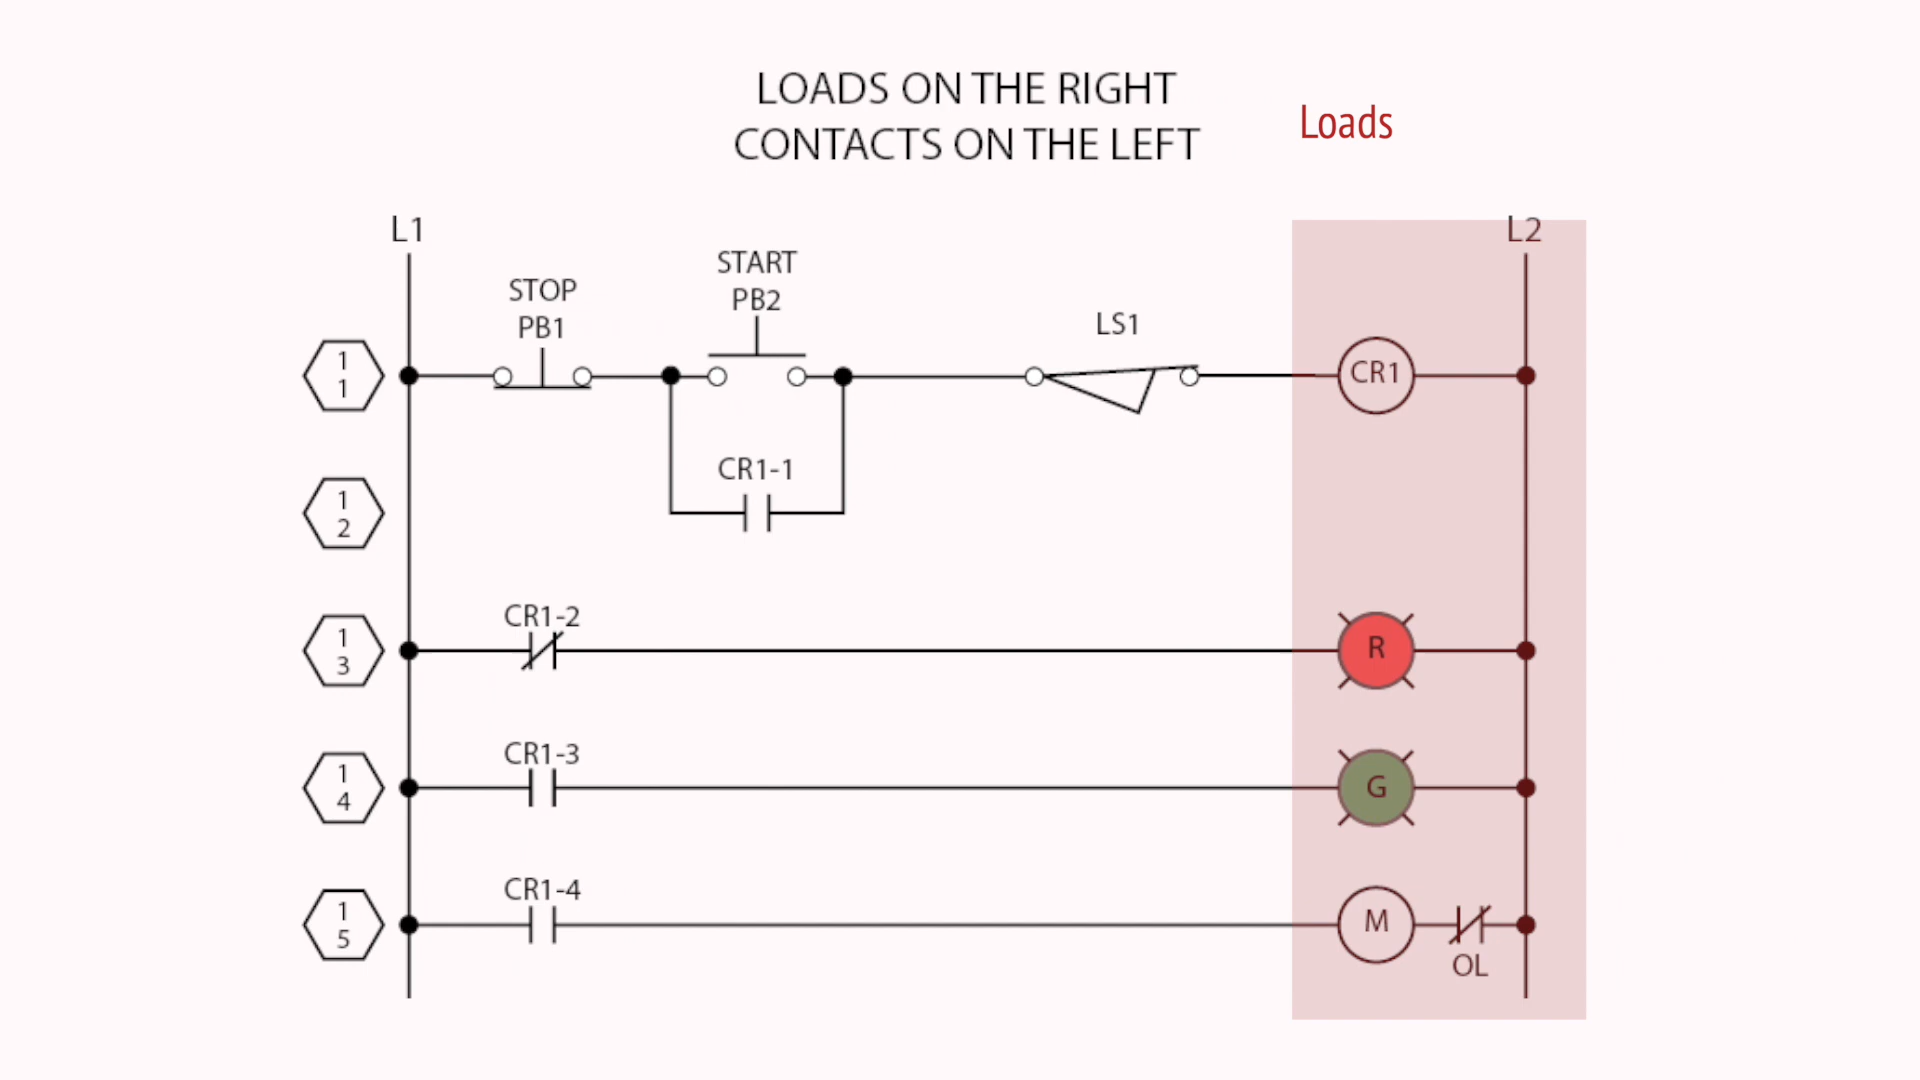 LOADS ON THE RIGHT
CONTACTS ON THE LEFT
Loads
L1
L2
STOP
PB1
START
PB2
LS1
1
1
CR1
CR1-1
1
2
CR1-2
1
3
R
CR1-3
1
4
G
CR1-4
1
5
M
OL